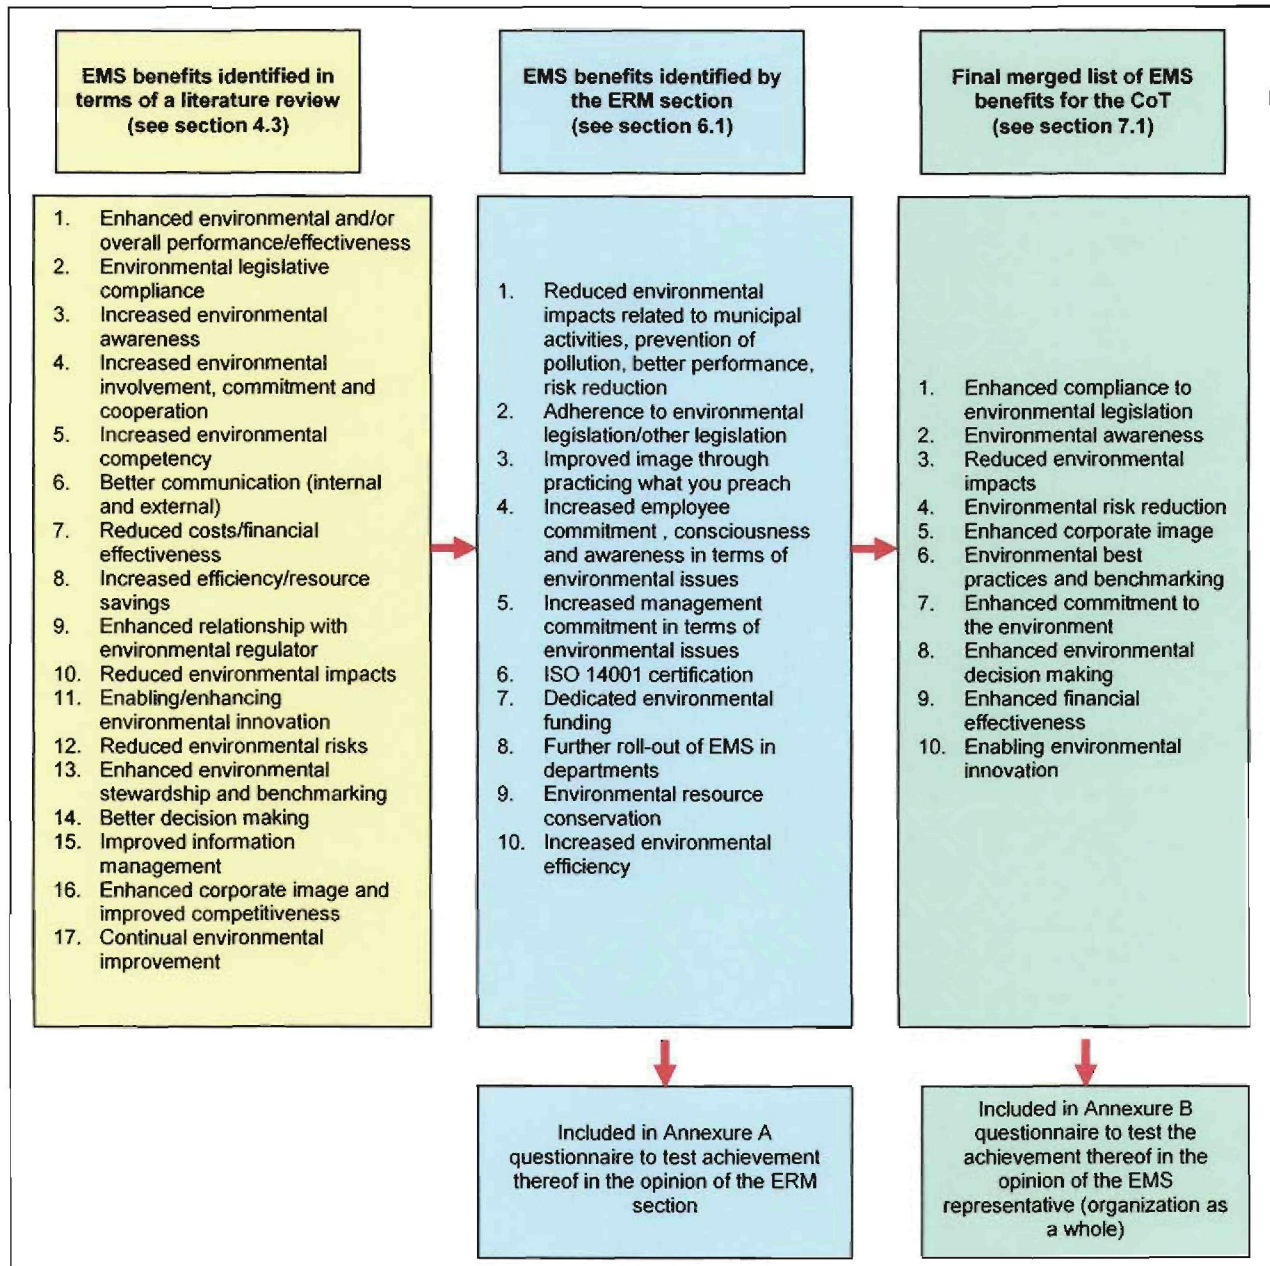 EMS benefits identified in
terms of a literature review
(see section 4.3)
1. Enhanced environmental and/or
overall performance/effectiveness
2. Environmental legislative
compliance
3. Increased environmental
awareness
4. Increased environmental
involvement, commitment and
cooperation
5. Increased environmental
competency
6. Better communication (internal
and external)
7. Reduced costs/financial
effectiveness
8. Increased efficiency/resource
savings
9. Enhanced relationship with
environmental regulator
10. Reduced environmental impacts
11. Enabling/enhancing
environmental innovation
12. Reduced environmental risks
13. Enhanced environmental
stewardship and benchmarking
14. Better decision making
15. Improved information
management
16. Enhanced corporate image and
improved competitiveness
17. Continual environmental
improvement
EMS benefits identified by
the ERM section
(see section 6.1)
1. Reduced environmental
impacts related to municipal
activities, prevention of
pollution, better performance,
risk reduction
2. Adherence to environmental
legislation/other legislation
3. Improved image through
practicing what you preach
4. Increased employee
commitment , consciousness
and awareness in terms of
environmental issues
5. Increased management
commitment in terms of
environmental issues
6. ISO 14001 certification
7. Dedicated environmental
funding
8. Further roll-out of EMS in
departments
9. Environmental resource
conservation
10. Increased environmental
efficiency
Included in Annexure A
questionnaire to test achievement
thereof in the opinion of the ERM
section
Final merged list of EMS
benefits for the CoT
(see section 7.1)
1. Enhanced compliance to
environmental legislation
2. Environmental awareness
3. Reduced environmental
impacts
4. Environmental risk reduction
5. Enhanced corporate image
6. Environmental best
practices and benchmarking
7. Enhanced commitment to
the environment
8. Enhanced environmental
decision making
9. Enhanced financial
effectiveness
10. Enabling environmental
innovation
Included in Annexure B
questionnaire to test the
achievement thereof in the
opinion of the EMS
representative (organization as
a whole)